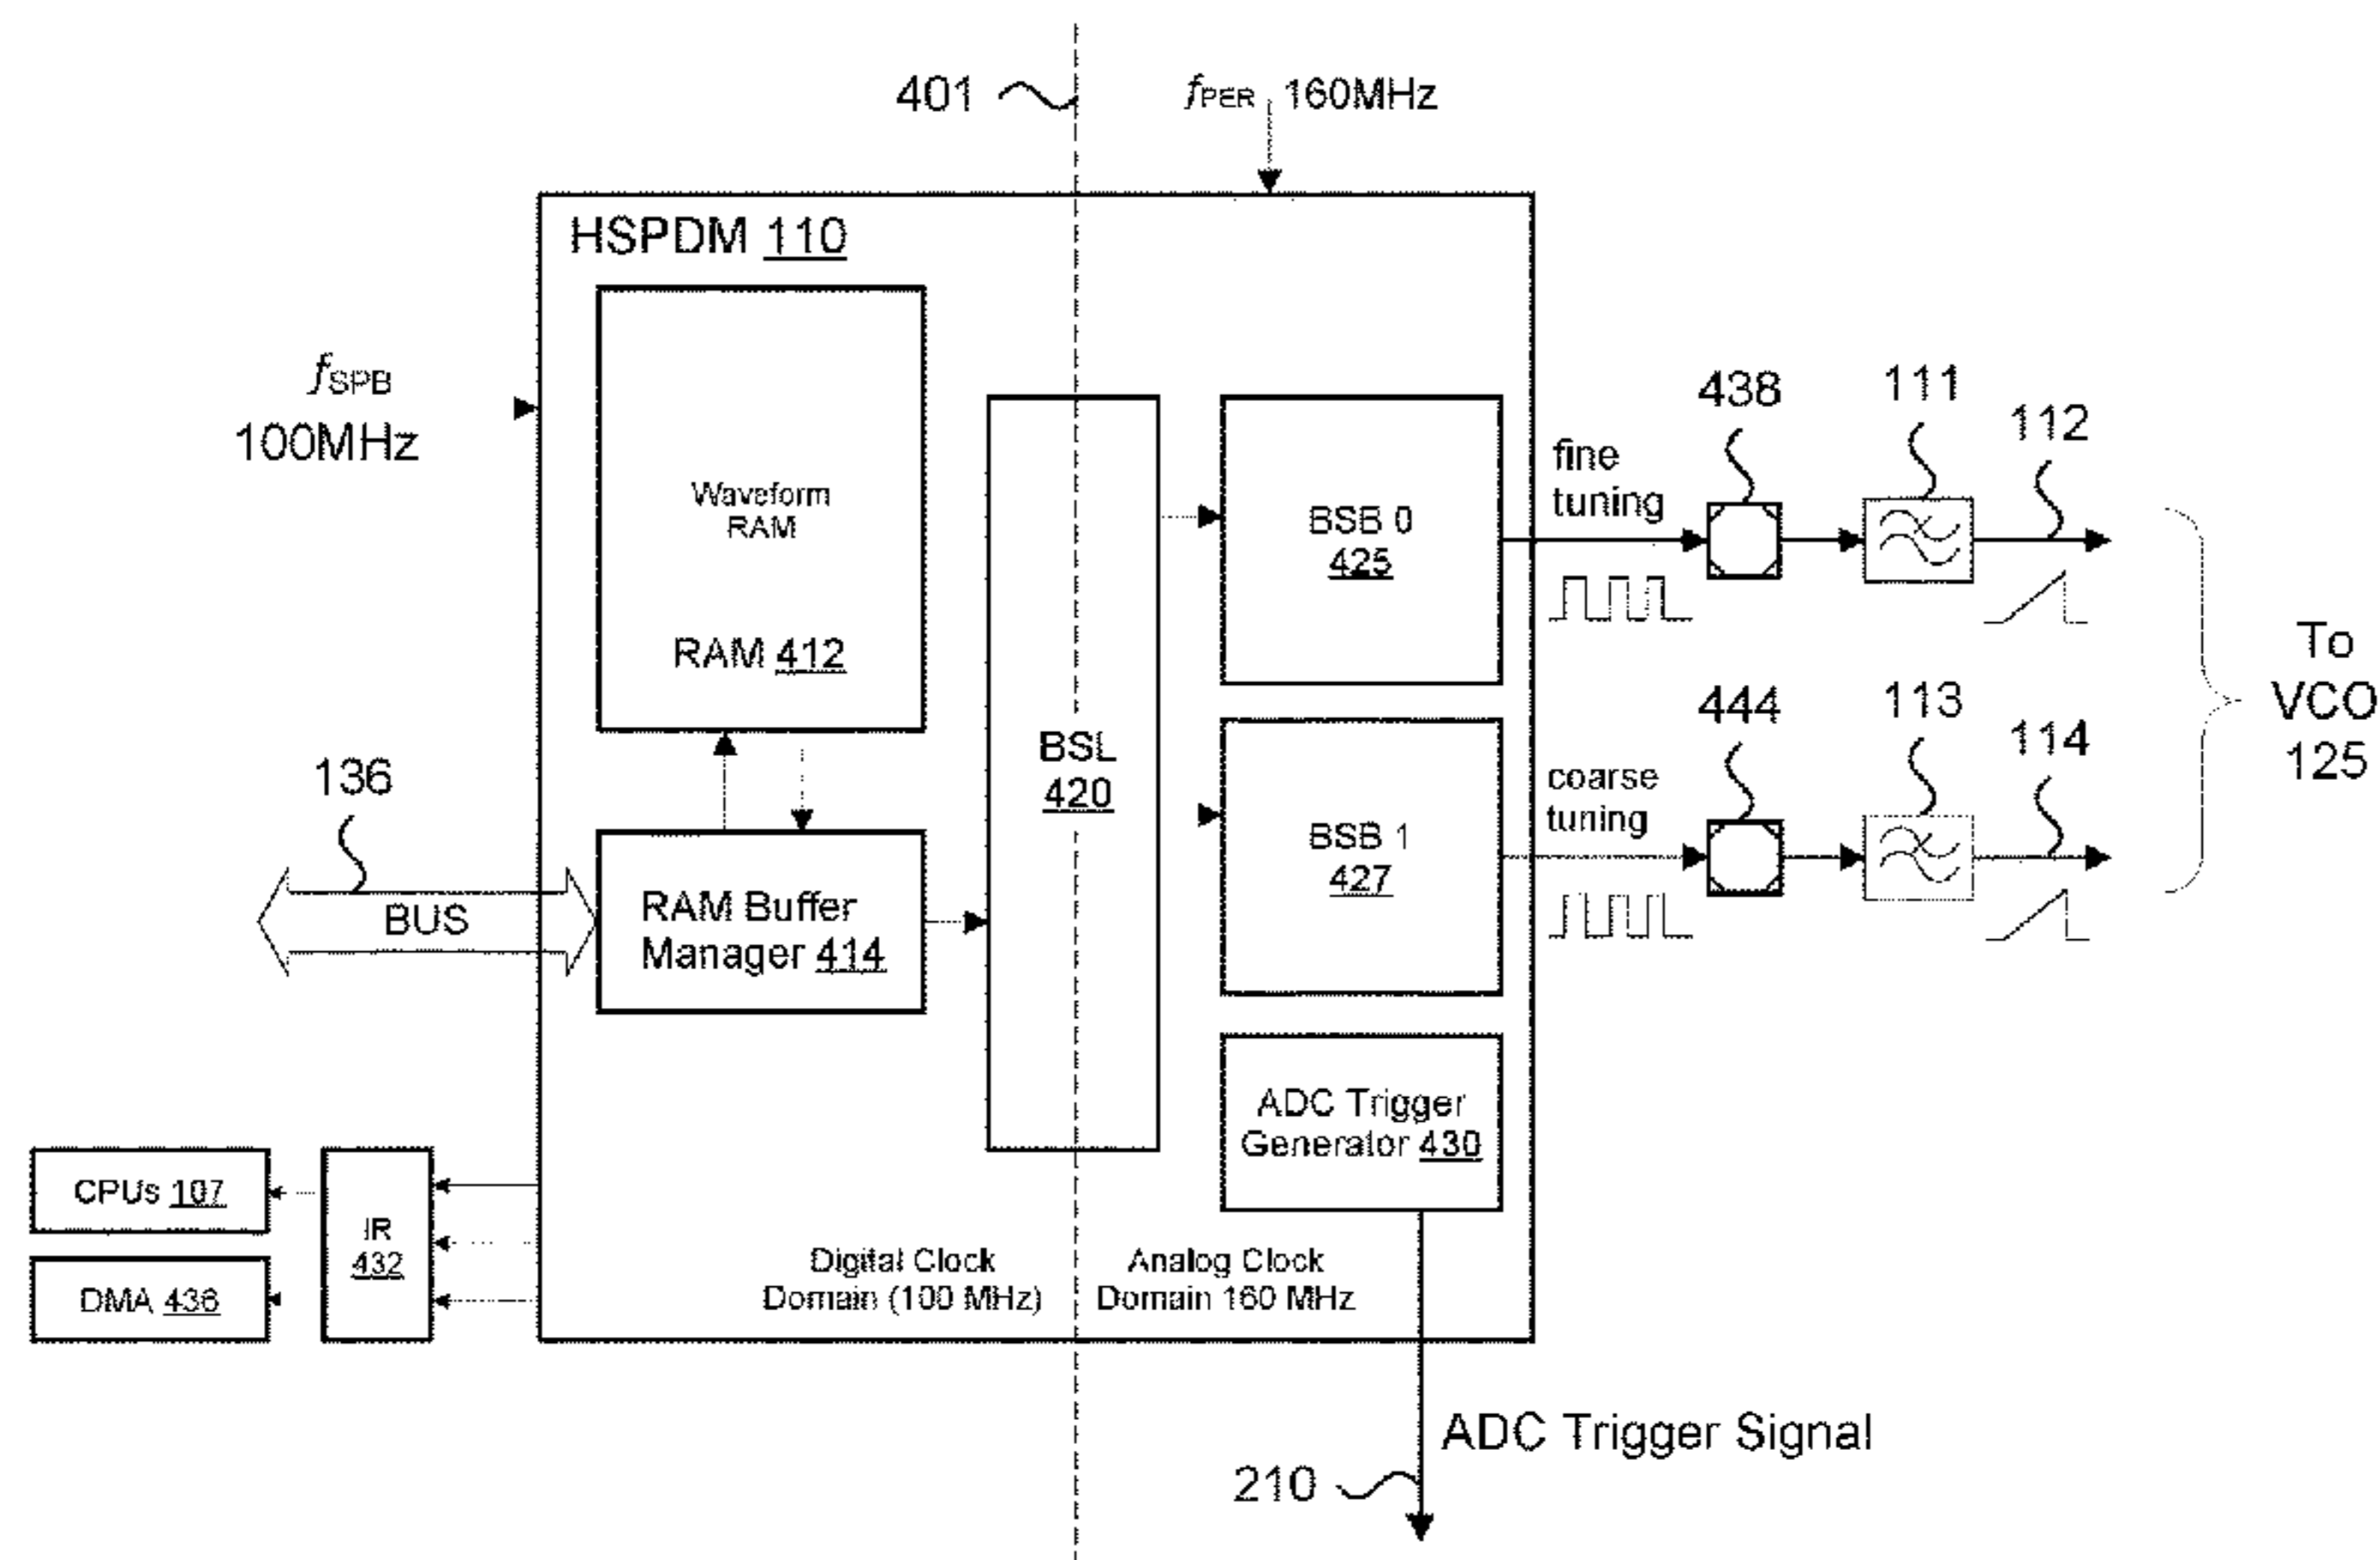 401
fPER 160MHz
HSPDM 110
fSPB
100MHz
Waveform
RAM
RAM 412
136
BUS
RAM Buffer
Manager 414
BSL
420
BSB 0
425
BSB 1
427
ADC Trigger
Generator 430
fine
tuning
438
111
112
coarse
tuning
444
113
114
To
VCO
125
CPUs 107
DMA 436
IR
432
Digital Clock
Domain (100 MHz)
Analog Clock
Domain 160 MHz
ADC Trigger Signal
210